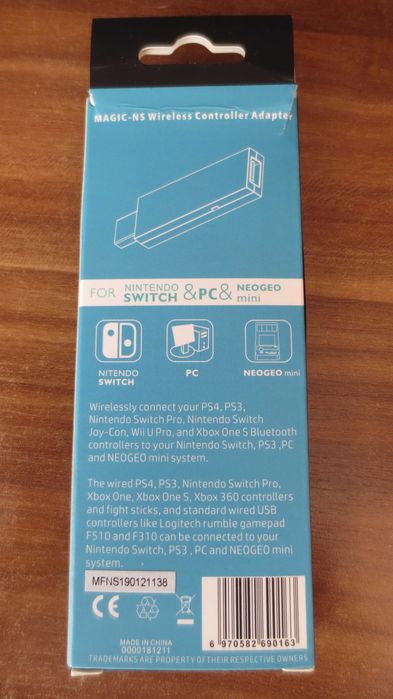 MAGIC-NS Wireless Controller Adapter
FOR NINTENDO SWITCH & PC & NEOGEO mini
NITENDO SWITCH
PC
NEOGEO mini
Wirelessly connect your PS4, PS3,
Nintendo Switch Pro, Nintendo Switch
Joy-Con, Wii U Pro, and Xbox One S Bluetooth
controllers to your Nintendo Switch, PS3 ,PC
and NEOGEO mini system.
The wired PS4, PS3, Nintendo Switch Pro,
Xbox One, Xbox One S, Xbox 360 controllers
and fight sticks, and standard wired USB
controllers like Logitech rumble gamepad
F510 and F310 can be connected to your
Nintendo Switch, PS3 , PC and NEOGEO mini
system.
MFNS190121138
CE
MADE IN CHINA
0000181211
6 970582 690163
TRADEMARKS ARE PROPERTY OF THEIR RESPECTIVE OWNERS